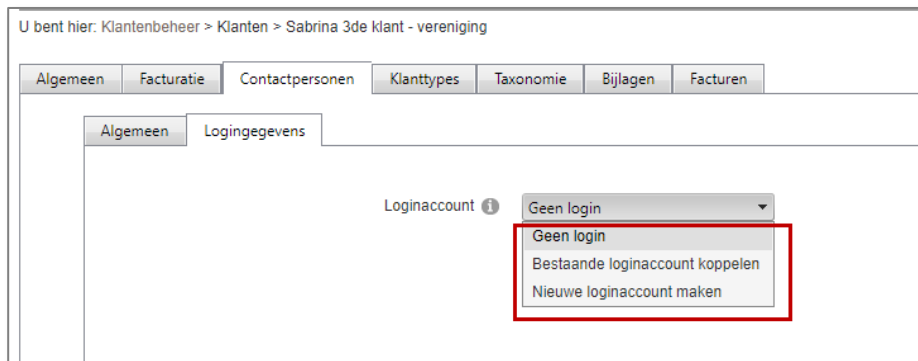 U bent hier: Klantenbeheer > Klanten > Sabrina 3de klant - vereniging
Algemeen Facturatie Contactpersonen Klanttypes Taxonomie Bijlagen Facturen
Algemeen Logingegevens
Loginaccount i Geen login
Geen login
Bestaande loginaccount koppelen
Nieuwe loginaccount maken